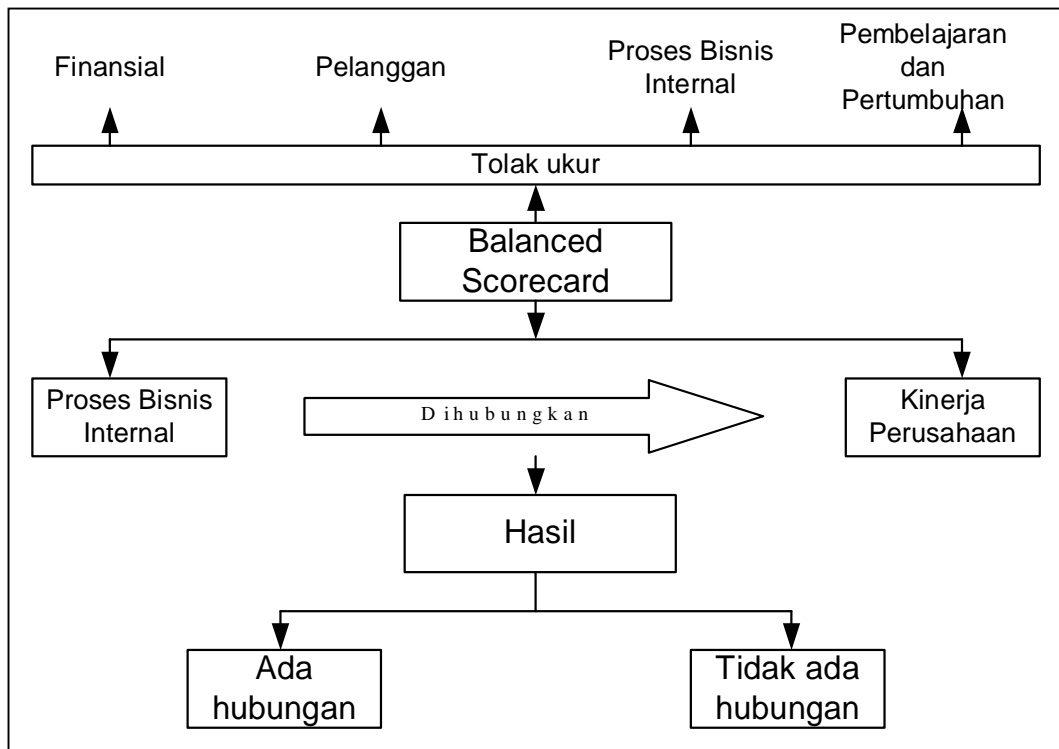 Finansial
Pelanggan
Proses Bisnis
Internal
Pembelajaran
dan
Pertumbuhan
Tolak ukur
Balanced
Scorecard
Proses Bisnis
Internal
Dihubungkan
Kinerja
Perusahaan
Hasil
Ada
hubungan
Tidak ada
hubungan